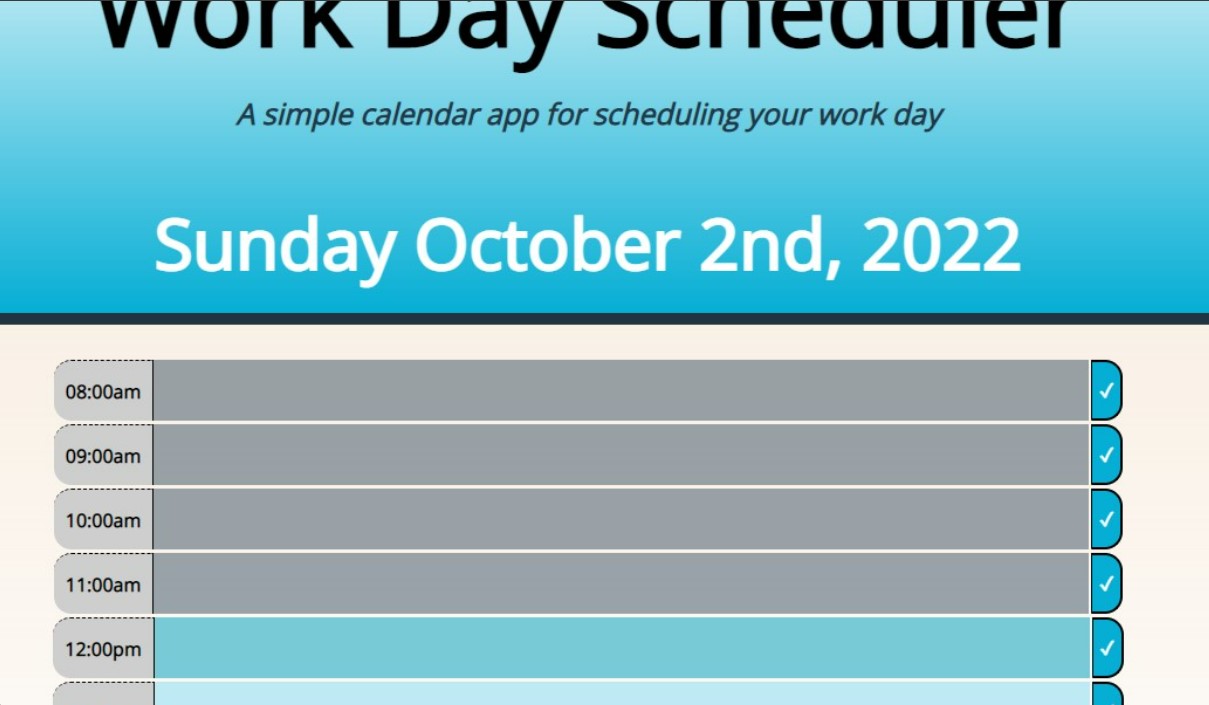 Work Day Scheduler
A simple calendar app for scheduling your work day
Sunday October 2nd, 2022
08:00am ✓
09:00am ✓
10:00am ✓
11:00am ✓
12:00pm ✓